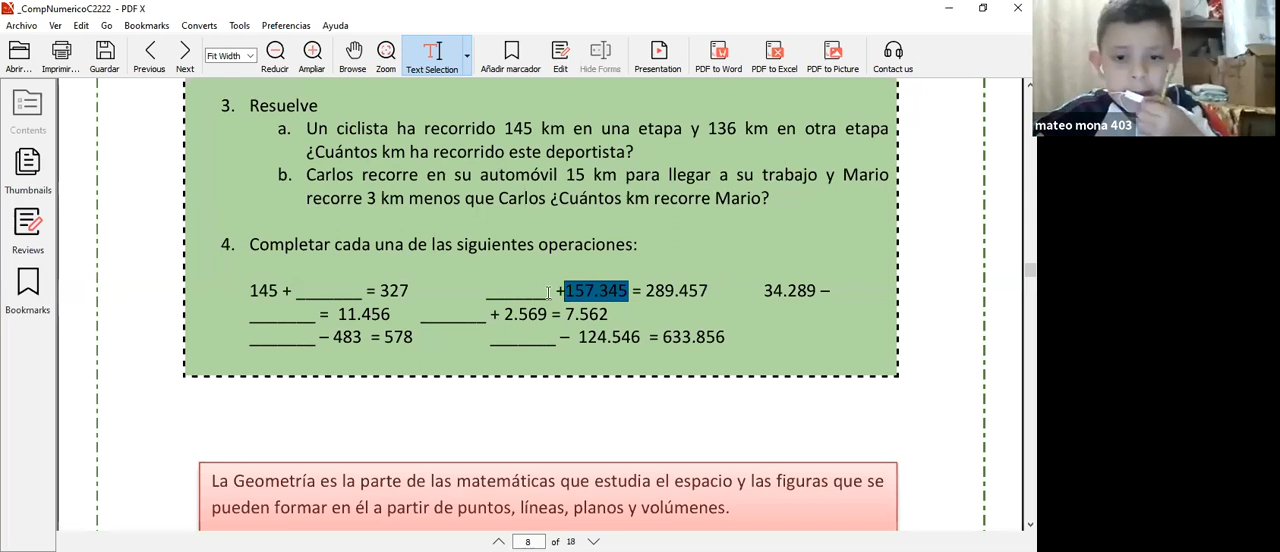 _CompNumericoC2222 - PDF X
Archivo Ver Edit Go Bookmarks Converts Tools Preferencias Ayuda
Abrir... Imprimir... Guardar Previous Next Fit Width Reducir Ampliar Browse Zoom Text Selection Añadir marcador Edit Hide Forms Presentation PDF to Word PDF to Excel PDF to Picture Contact us
Contents
Thumbnails
Reviews
Bookmarks
3. Resuelve
a. Un ciclista ha recorrido 145 km en una etapa y 136 km en otra etapa
¿Cuántos km ha recorrido este deportista?
b. Carlos recorre en su automóvil 15 km para llegar a su trabajo y Mario
recorre 3 km menos que Carlos ¿Cuántos km recorre Mario?
4. Completar cada una de las siguientes operaciones:
145 + _______ = 327 _______ +157.345 = 289.457 34.289 –
_______ = 11.456 _______ + 2.569 = 7.562
_______ – 483 = 578 _______ – 124.546 = 633.856
La Geometría es la parte de las matemáticas que estudia el espacio y las figuras que se
pueden formar en él a partir de puntos, líneas, planos y volúmenes.
8 of 18
mateo mona 403